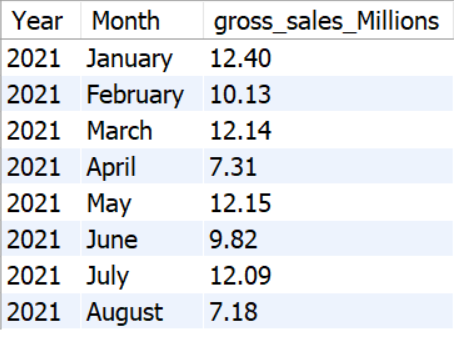 Year Month gross_sales_Millions
2021 January 12.40
2021 February 10.13
2021 March 12.14
2021 April 7.31
2021 May 12.15
2021 June 9.82
2021 July 12.09
2021 August 7.18